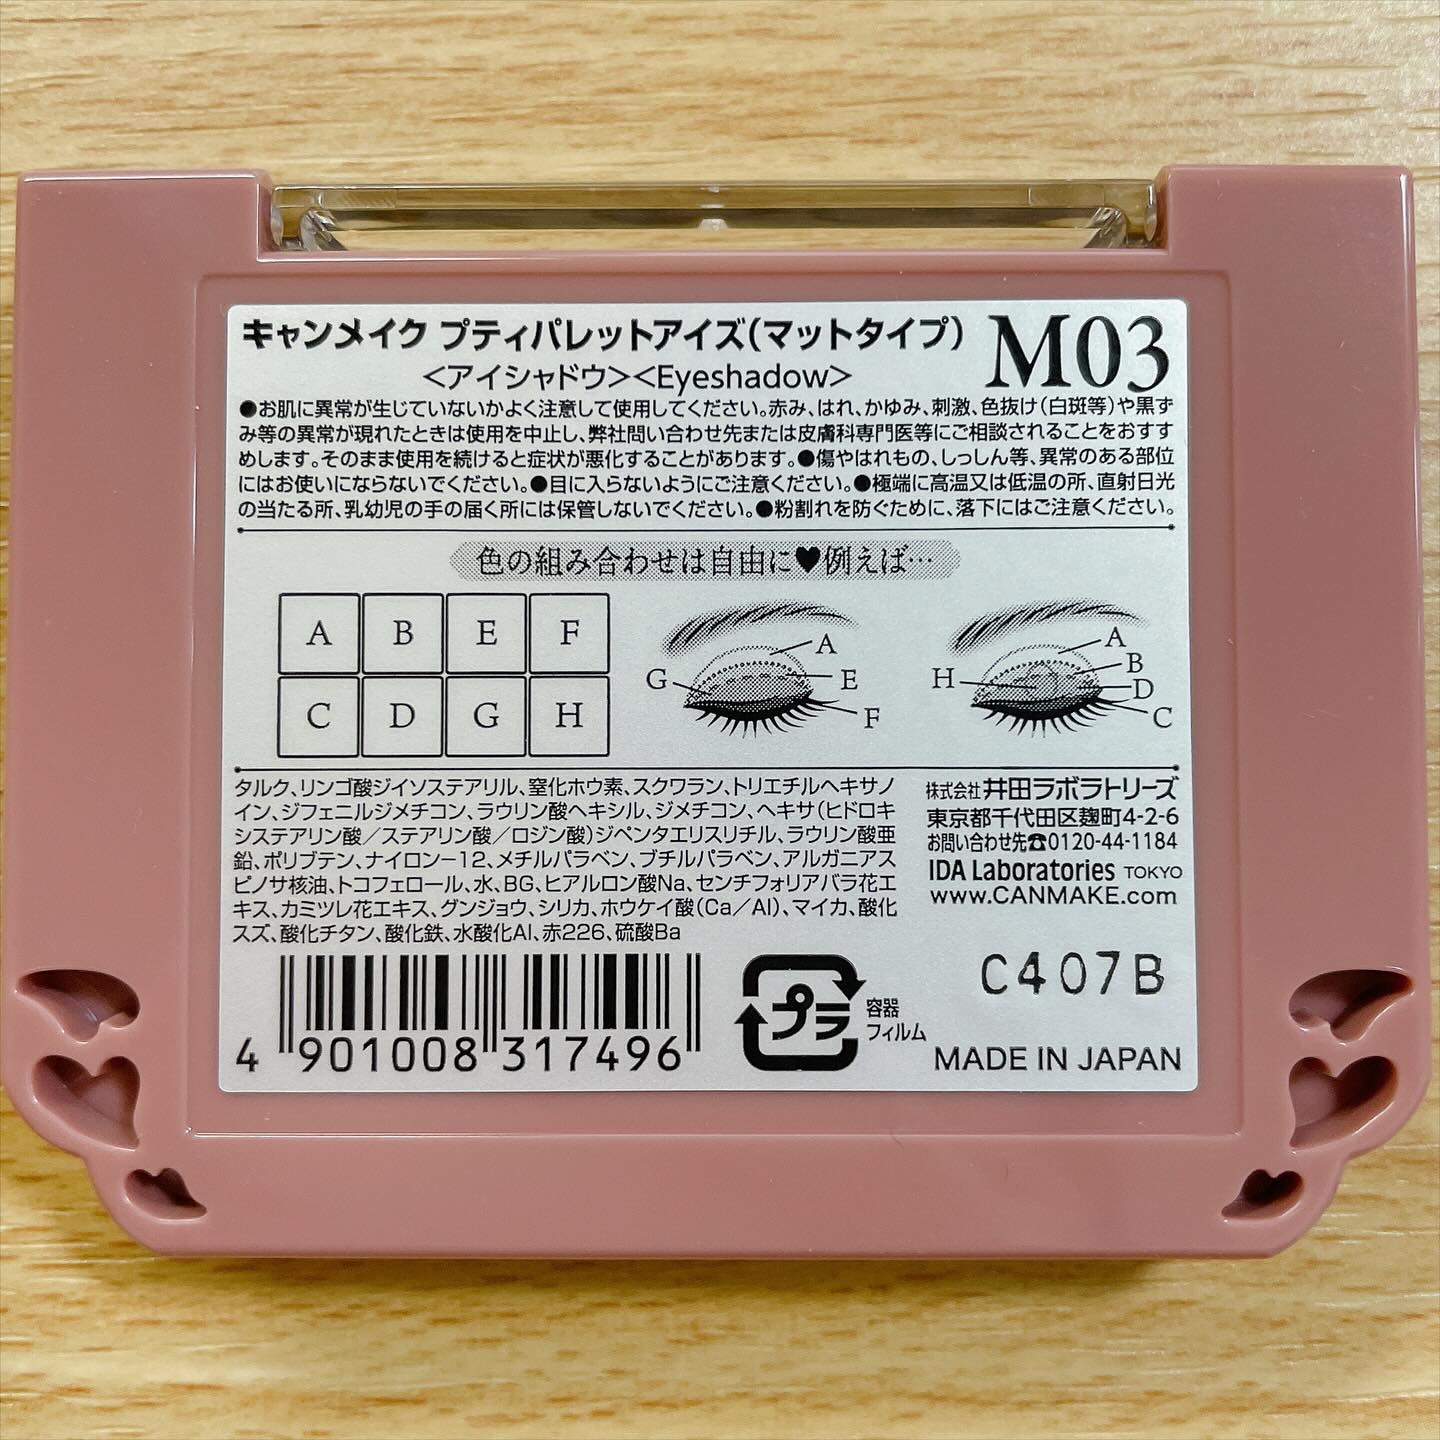 キャンメイク プティパレットアイズ(マットタイプ) M03
<アイシャドウ><Eyeshadow>
●お肌に異常が生じていないかよく注意して使用してください。赤み、はれ、かゆみ、刺激、色抜け(白斑等)や黒ず
み等の異常が現れたときは使用を中止し、弊社問い合わせ先または皮膚科専門医等にご相談されることをおすす
めします。そのまま使用を続けると症状が悪化することがあります。●傷やはれもの、しっしん等、異常のある部位
にはお使いにならないでください。●目に入らないようにご注意ください。●極端に高温又は低温の所、直射日光
の当たる所、乳幼児の手の届く所には保管しないでください。●粉割れを防ぐために、落下にはご注意ください。
色の組み合わせは自由に♥例えば…
A B E F
C D G H
A
G E
F
A
B
H D
C
タルク、リンゴ酸ジイソステアリル、窒化ホウ素、スクワラン、トリエチルヘキサノ
イン、ジフェニルジメチコン、ラウリン酸ヘキシル、ジメチコン、ヘキサ(ヒドロキ
システアリン酸/ステアリン酸/ロジン酸)ジペンタエリスリチル、ラウリン酸亜
鉛、ポリブテン、ナイロン-12、メチルパラベン、ブチルパラベン、アルガニアス
ピノサ核油、トコフェロール、水、BG、ヒアルロン酸Na、センチフォリアバラ花エ
キス、カミツレ花エキス、グンジョウ、シリカ、ホウケイ酸(Ca/Al)、マイカ、酸化
スズ、酸化チタン、酸化鉄、水酸化Al、赤226、硫酸Ba
株式会社 井田ラボラトリーズ
東京都千代田区麹町4-2-6
お問い合わせ先☎0120-44-1184
IDA Laboratories TOKYO
www.CANMAKE.com
C407B
4 901008 317496
プラ
容器
フィルム
MADE IN JAPAN